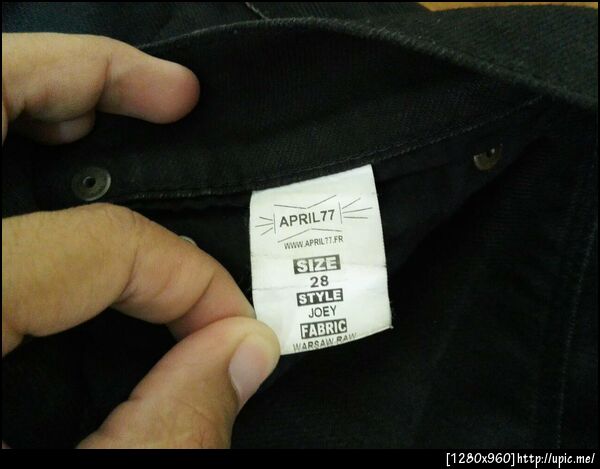 APRIL77
WWW.APRIL77.FR
SIZE
28
STYLE
JOEY
FABRIC
WARSAW RAW
[1280x960]http://upic.me/